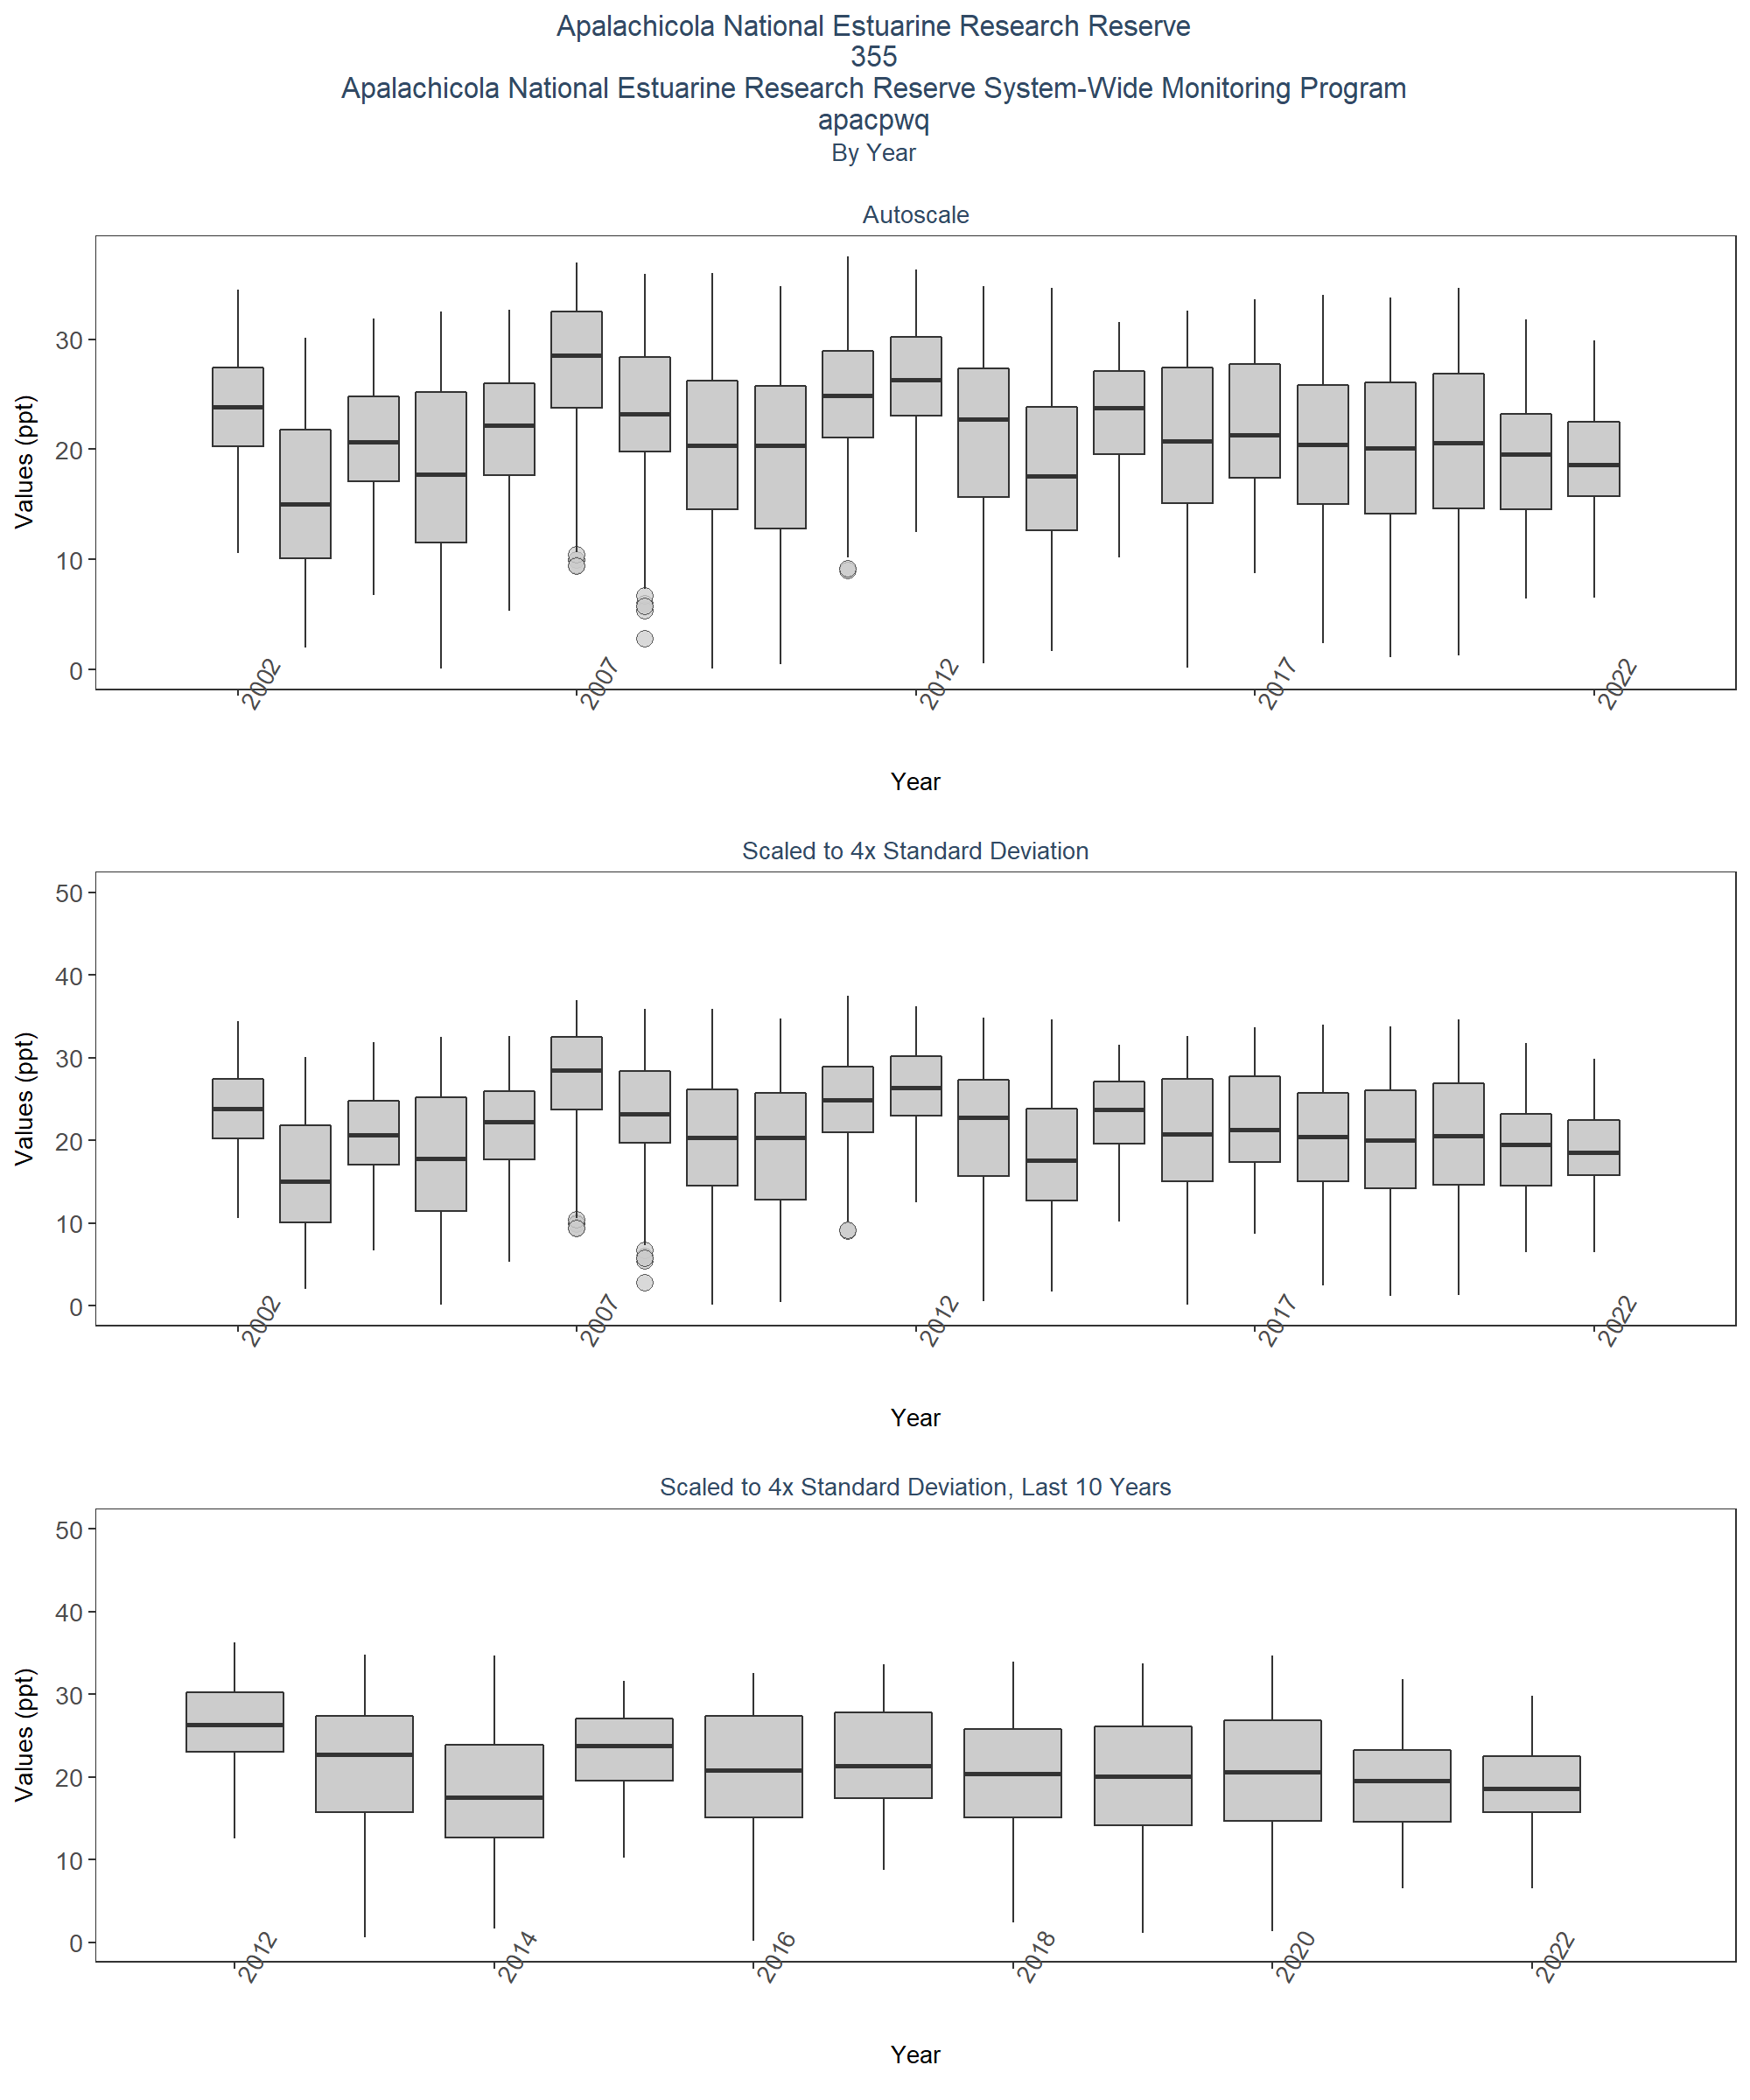 Apalachicola National Estuarine Research Reserve
355
Apalachicola National Estuarine Research Reserve System-Wide Monitoring Program
apacpwq
By Year
Autoscale
Values (ppt)
30
20
10
0
2002
2007
2012
2017
2022
Year
Scaled to 4x Standard Deviation
Values (ppt)
50
40
30
20
10
0
2002
2007
2012
2017
2022
Year
Scaled to 4x Standard Deviation, Last 10 Years
Values (ppt)
50
40
30
20
10
0
2012
2014
2016
2018
2020
2022
Year